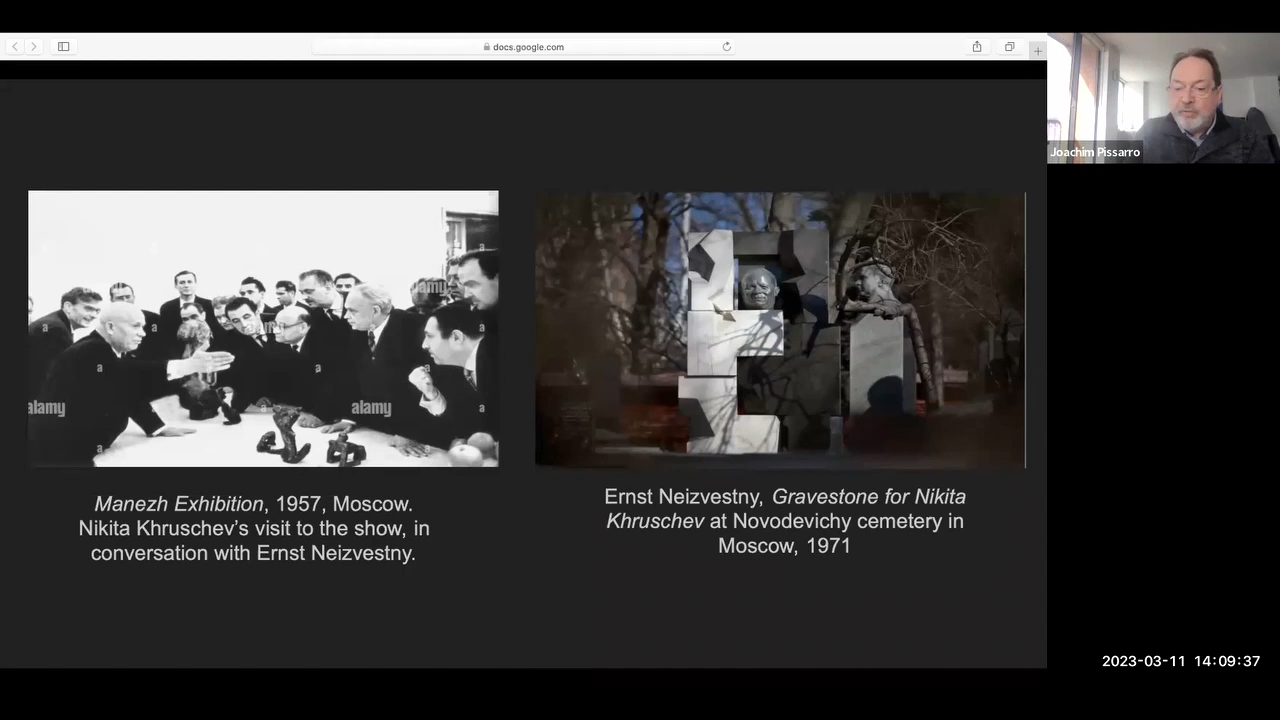 docs.google.com
Joachim Pissarro
a
alamy
a
alamy
a
a
a
a
alamy
alamy
a
a
Manezh Exhibition, 1957, Moscow.
Nikita Khruschev's visit to the show, in
conversation with Ernst Neizvestny.
Ernst Neizvestny, Gravestone for Nikita
Khruschev at Novodevichy cemetery in
Moscow, 1971
2023-03-11 14:09:37